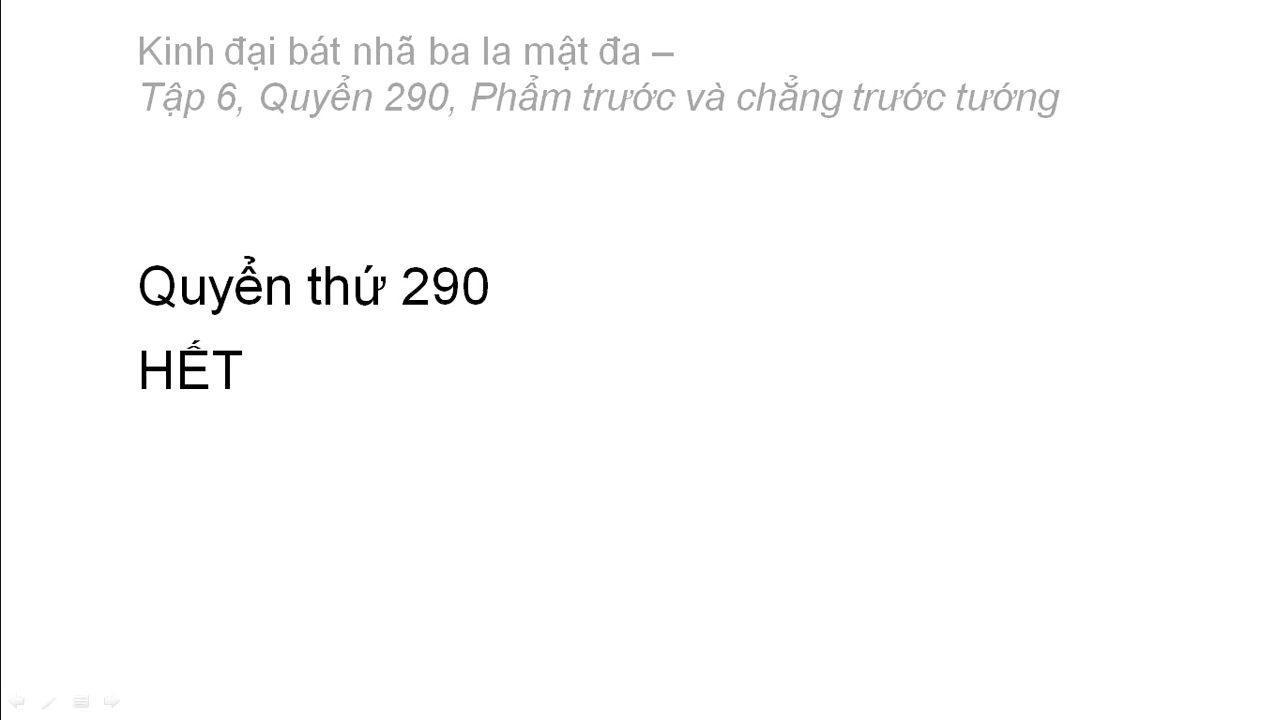 Kinh đại bát nhã ba la mật đa –
Tập 6, Quyển 290, Phẩm trước và chẳng trước tướng
Quyển thứ 290
HẾT